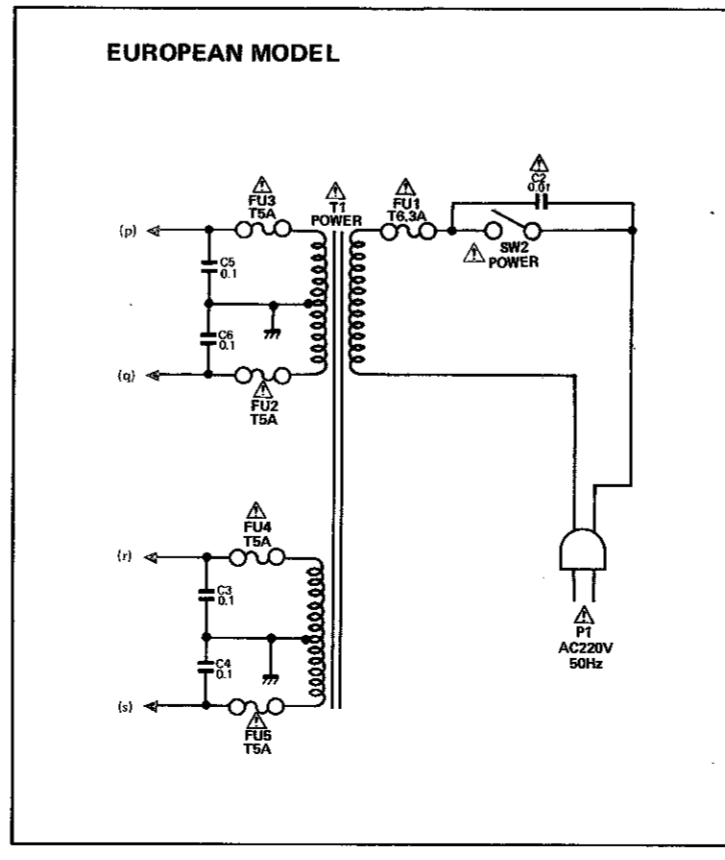 EUROPEAN MODEL
C2
0.01
FU3
T5A
T1
POWER
FU1
T6.3A
(p)
SW2
POWER
C5
0.1
C6
0.1
(q)
FU2
T5A
FU4
T5A
(r)
C3
0.1
P1
AC220V
50Hz
C4
0.1
(s)
FU5
T5A